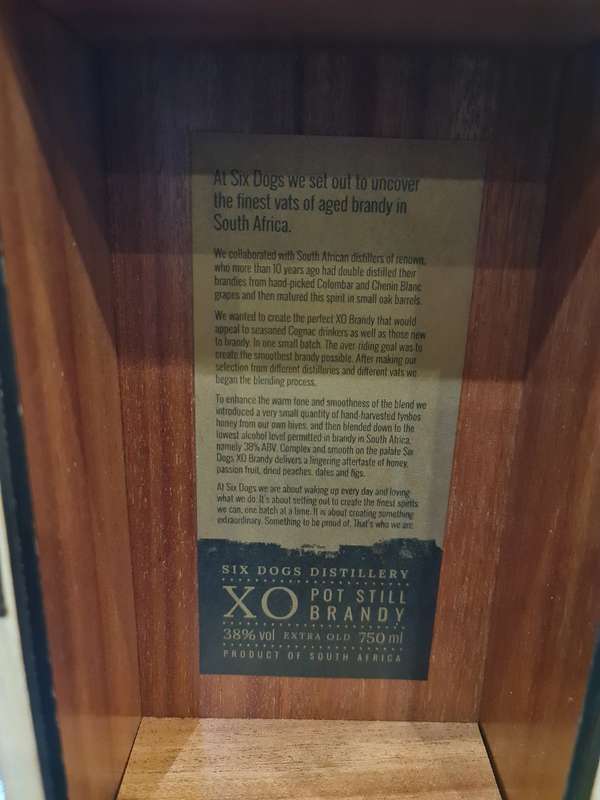 At Six Dogs we set out to uncover
the finest vats of aged brandy in
South Africa.
We collaborated with South African distillers of renown,
who more than 10 years ago had double distilled their
brandies from hand-picked Colombar and Chenin Blanc
grapes and then matured this spirit in small oak barrels.
We wanted to create the perfect XO Brandy that would
appeal to seasoned Cognac drinkers as well as those new
to brandy. In one small batch. The over-riding goal was to
create the smoothest brandy possible. After making our
selection from different distilleries and different vats we
began the blending process.
To enhance the warm tone and smoothness of the blend we
introduced a very small quantity of hand-harvested fynbos
honey from our own hives, and then blended down to the
lowest alcohol level permitted in brandy in South Africa,
namely 38% ABV. Complex and smooth on the palate Six
Dogs XO Brandy delivers a lingering aftertaste of honey,
passion fruit, dried peaches, dates and figs.
At Six Dogs we are about waking up every day and loving
what we do. It's about setting out to create the finest spirits
we can, one batch at a time. It is about creating something
extraordinary. Something to be proud of. That's who we are.
SIX DOGS DISTILLERY
XO POT STILL
BRANDY
38% vol EXTRA OLD 750 ml
PRODUCT OF SOUTH AFRICA